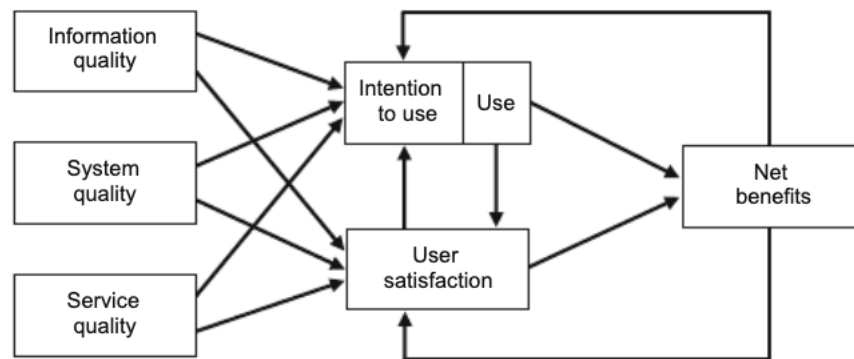 Information
quality
System
quality
Service
quality
Intention
to use
Use
User
satisfaction
Net
benefits